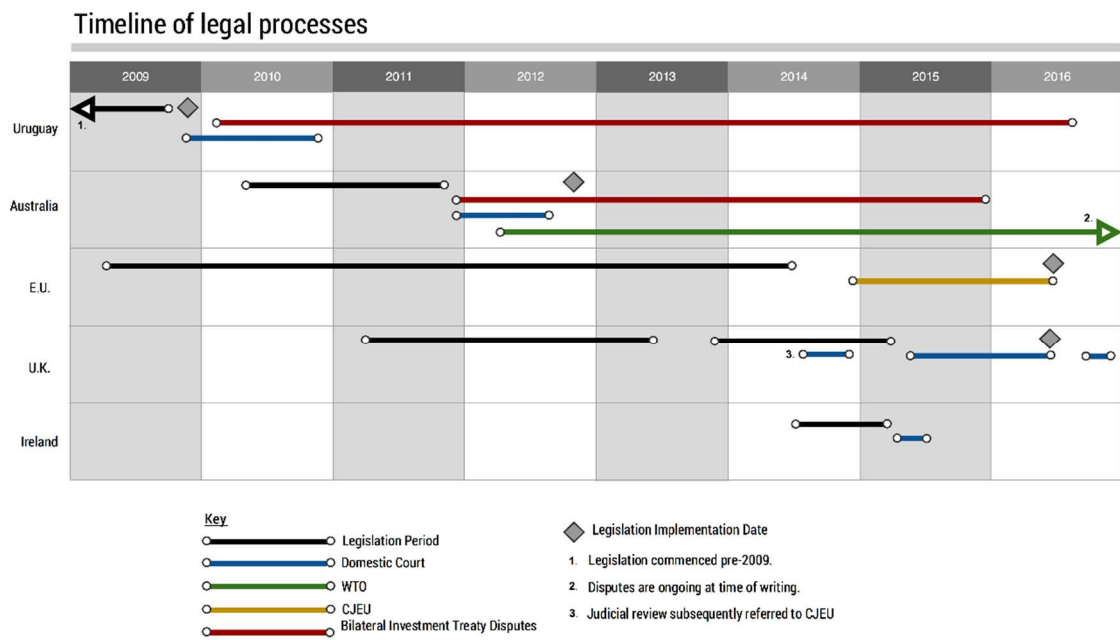 Timeline of legal processes
2009 2010 2011 2012 2013 2014 2015 2016
1.
Uruguay
Australia
2.
E.U.
3.
U.K.
Ireland
Key
Legislation Period
Domestic Court
WTO
CJEU
Bilateral Investment Treaty Disputes
Legislation Implementation Date
1. Legislation commenced pre-2009.
2. Disputes are ongoing at time of writing.
3. Judicial review subsequently referred to CJEU